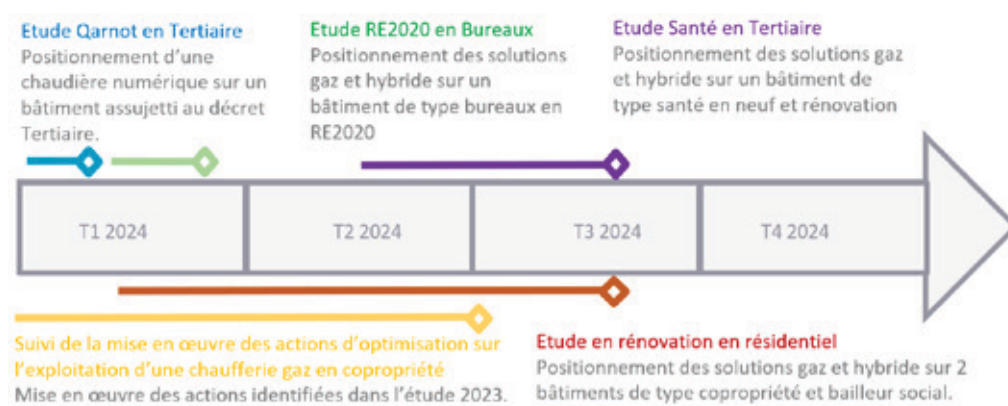 Etude Qarnot en Tertiaire
Positionnement d'une
chaudière numérique sur un
bâtiment assujetti au décret
Tertiaire.
Etude RE2020 en Bureaux
Positionnement des solutions
gaz et hybride sur un
bâtiment de type bureaux en
RE2020
Etude Santé en Tertiaire
Positionnement des solutions gaz
et hybride sur un bâtiment de
type santé en neuf et rénovation
T1 2024
T2 2024
T3 2024
T4 2024
Suivi de la mise en œuvre des actions d'optimisation sur
l'exploitation d'une chaufferie gaz en copropriété
Mise en œuvre des actions identifiées dans l'étude 2023.
Etude en rénovation en résidentiel
Positionnement des solutions gaz et hybride sur 2
bâtiments de type copropriété et bailleur social.